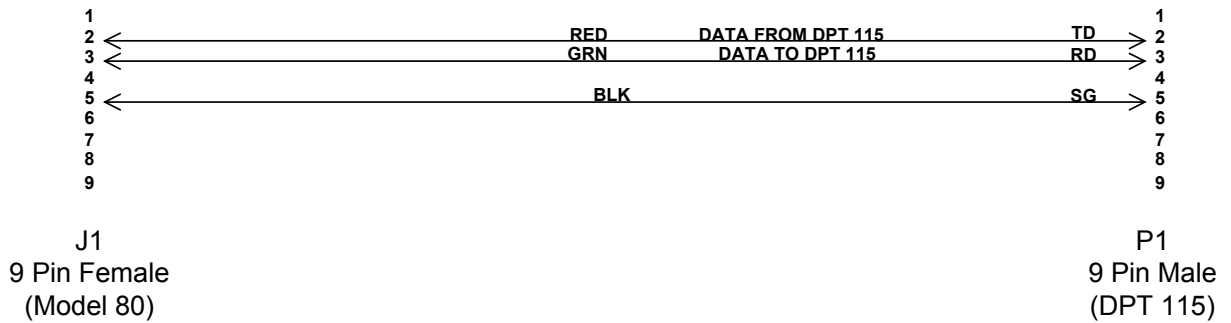 1 1
2 RED DATA FROM DPT 115 TD 2
3 GRN DATA TO DPT 115 RD 3
4 4
5 BLK SG 5
6 6
7 7
8 8
9 9
J1 P1
9 Pin Female 9 Pin Male
(Model 80) (DPT 115)